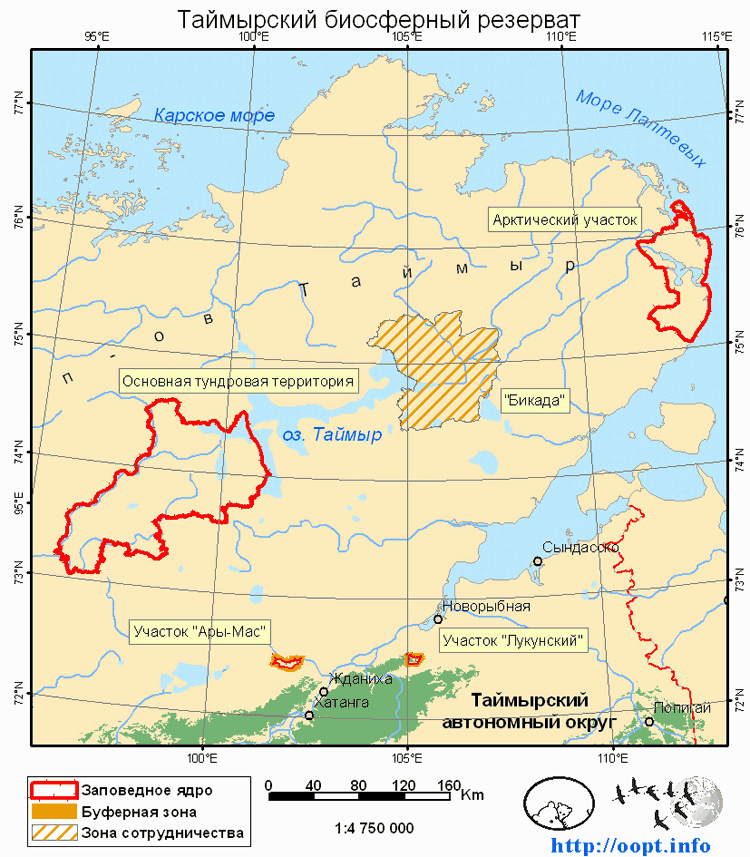 Таймырский биосферный резерват
95°E 100°E 105°E 110°E 115°E
77°N
Карское море
Море Лаптевых
77°N
76°N
Арктический участок
76°N
п - о в Т а й м ы р
75°N
75°N
Основная тундровая территория
"Бикада"
оз. Таймыр
74°N
74°N
95°E
Сындасско
73°N
73°N
Новорыбная
Участок "Ары-Мас"
Участок "Лукунский"
Жданиха
72°N
Хатанга
Таймырский
автономный округ
Попигай
72°N
100°E 105°E 110°E
Заповедное ядро
Буферная зона
Зона сотрудничества
0 40 80 120 160 Km
1:4 750 000
http://oopt.info